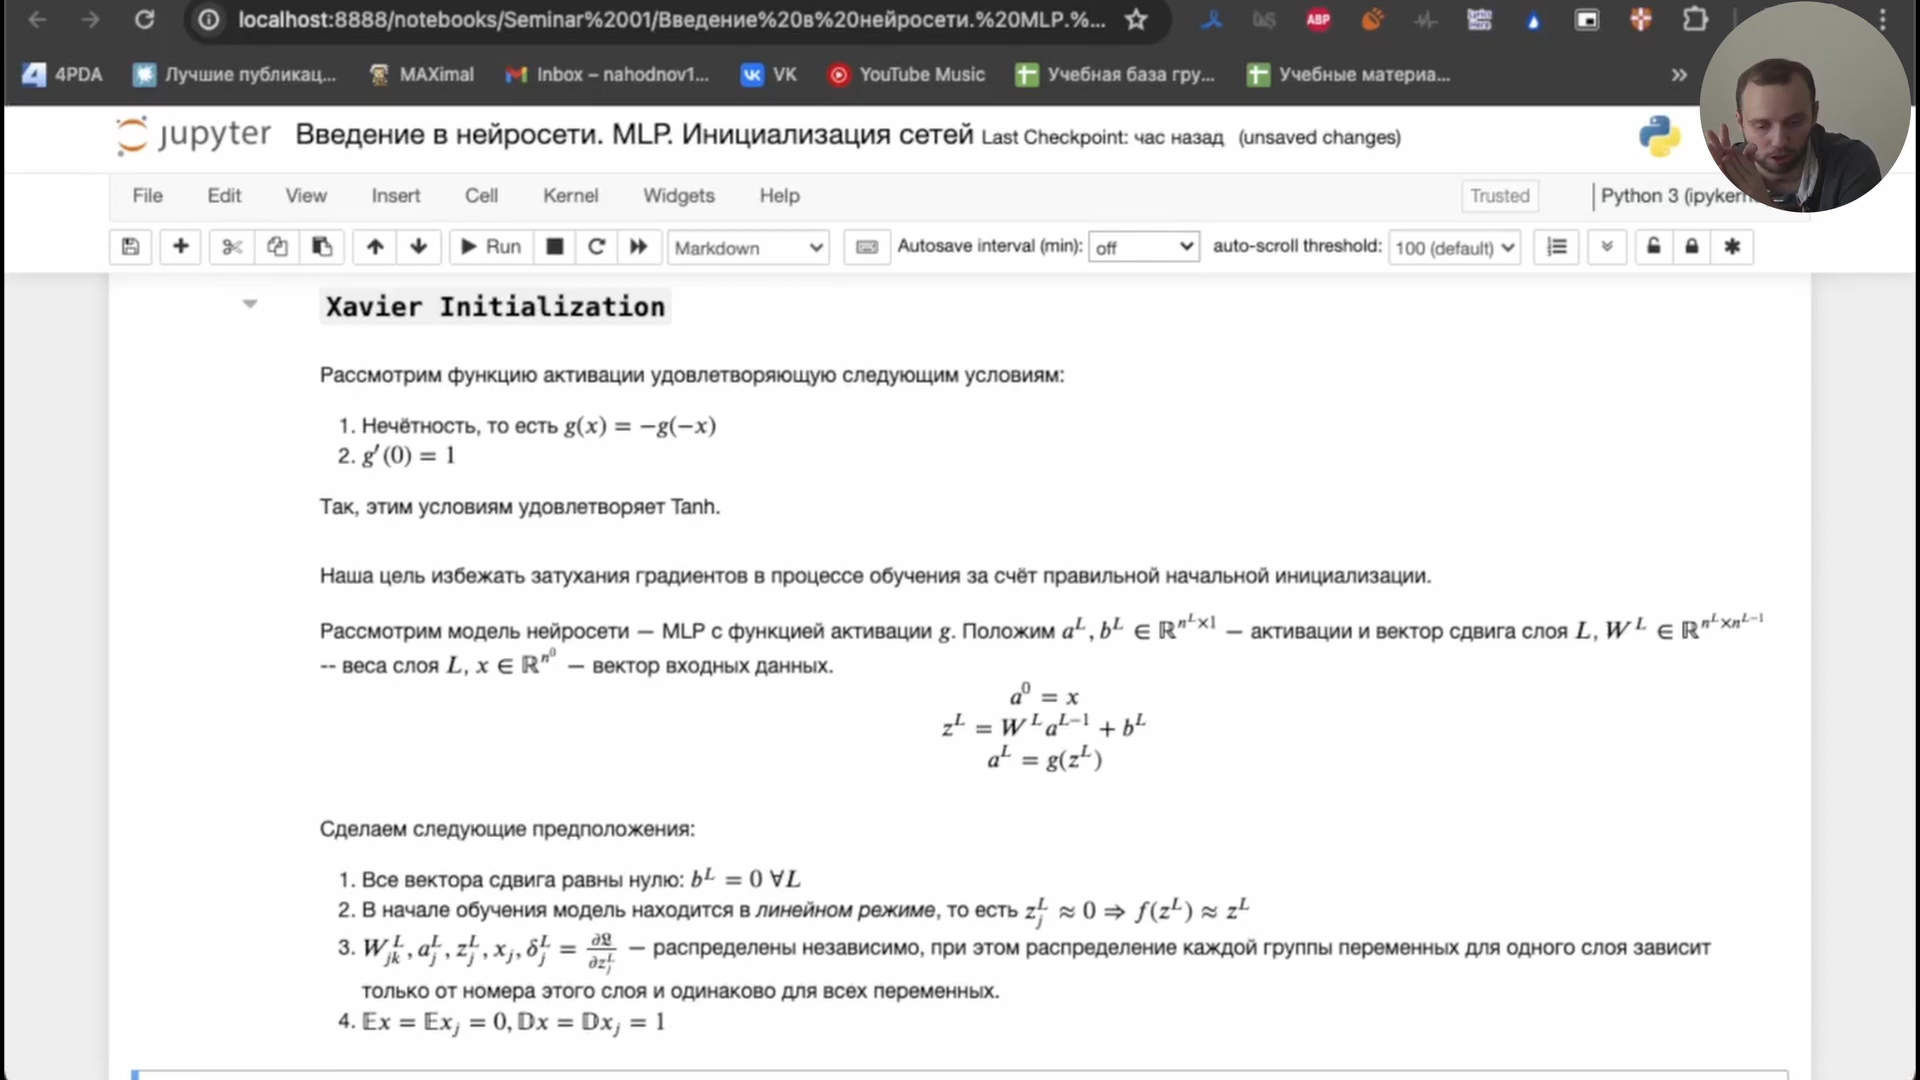 localhost:8888/notebooks/Seminar%2001/Введение%20в%20нейросети.%20MLP.%...
ABP
4PDA Лучшие публикац... MAXimal Inbox – nahodnov1... VK YouTube Music Учебная база гру... Учебные материа... »
jupyter Введение в нейросети. MLP. Инициализация сетей Last Checkpoint: час назад (unsaved changes)
File Edit View Insert Cell Kernel Widgets Help Trusted Python 3 (ipykern
Run Markdown Autosave interval (min): off auto-scroll threshold: 100 (default)
Xavier Initialization
Рассмотрим функцию активации удовлетворяющую следующим условиям:
1. Нечётность, то есть g(x) = −g(−x)
2. g′(0) = 1
Так, этим условиям удовлетворяет Tanh.
Наша цель избежать затухания градиентов в процессе обучения за счёт правильной начальной инициализации.
Рассмотрим модель нейросети — MLP с функцией активации g. Положим a^L, b^L ∈ ℝ^{n^L×1} — активации и вектор сдвига слоя L, W^L ∈ ℝ^{n^L×n^{L−1}}
-- веса слоя L, x ∈ ℝ^{n^0} — вектор входных данных.
a^0 = x
z^L = W^L a^{L−1} + b^L
a^L = g(z^L)
Сделаем следующие предположения:
1. Все вектора сдвига равны нулю: b^L = 0 ∀L
2. В начале обучения модель находится в линейном режиме, то есть z_j^L ≈ 0 ⇒ f(z^L) ≈ z^L
3. W_{jk}^L, a_j^L, z_j^L, x_j, δ_j^L = ∂𝔏/∂z_j^L — распределены независимо, при этом распределение каждой группы переменных для одного слоя зависит
только от номера этого слоя и одинаково для всех переменных.
4. 𝔼x = 𝔼x_j = 0, 𝔻x = 𝔻x_j = 1